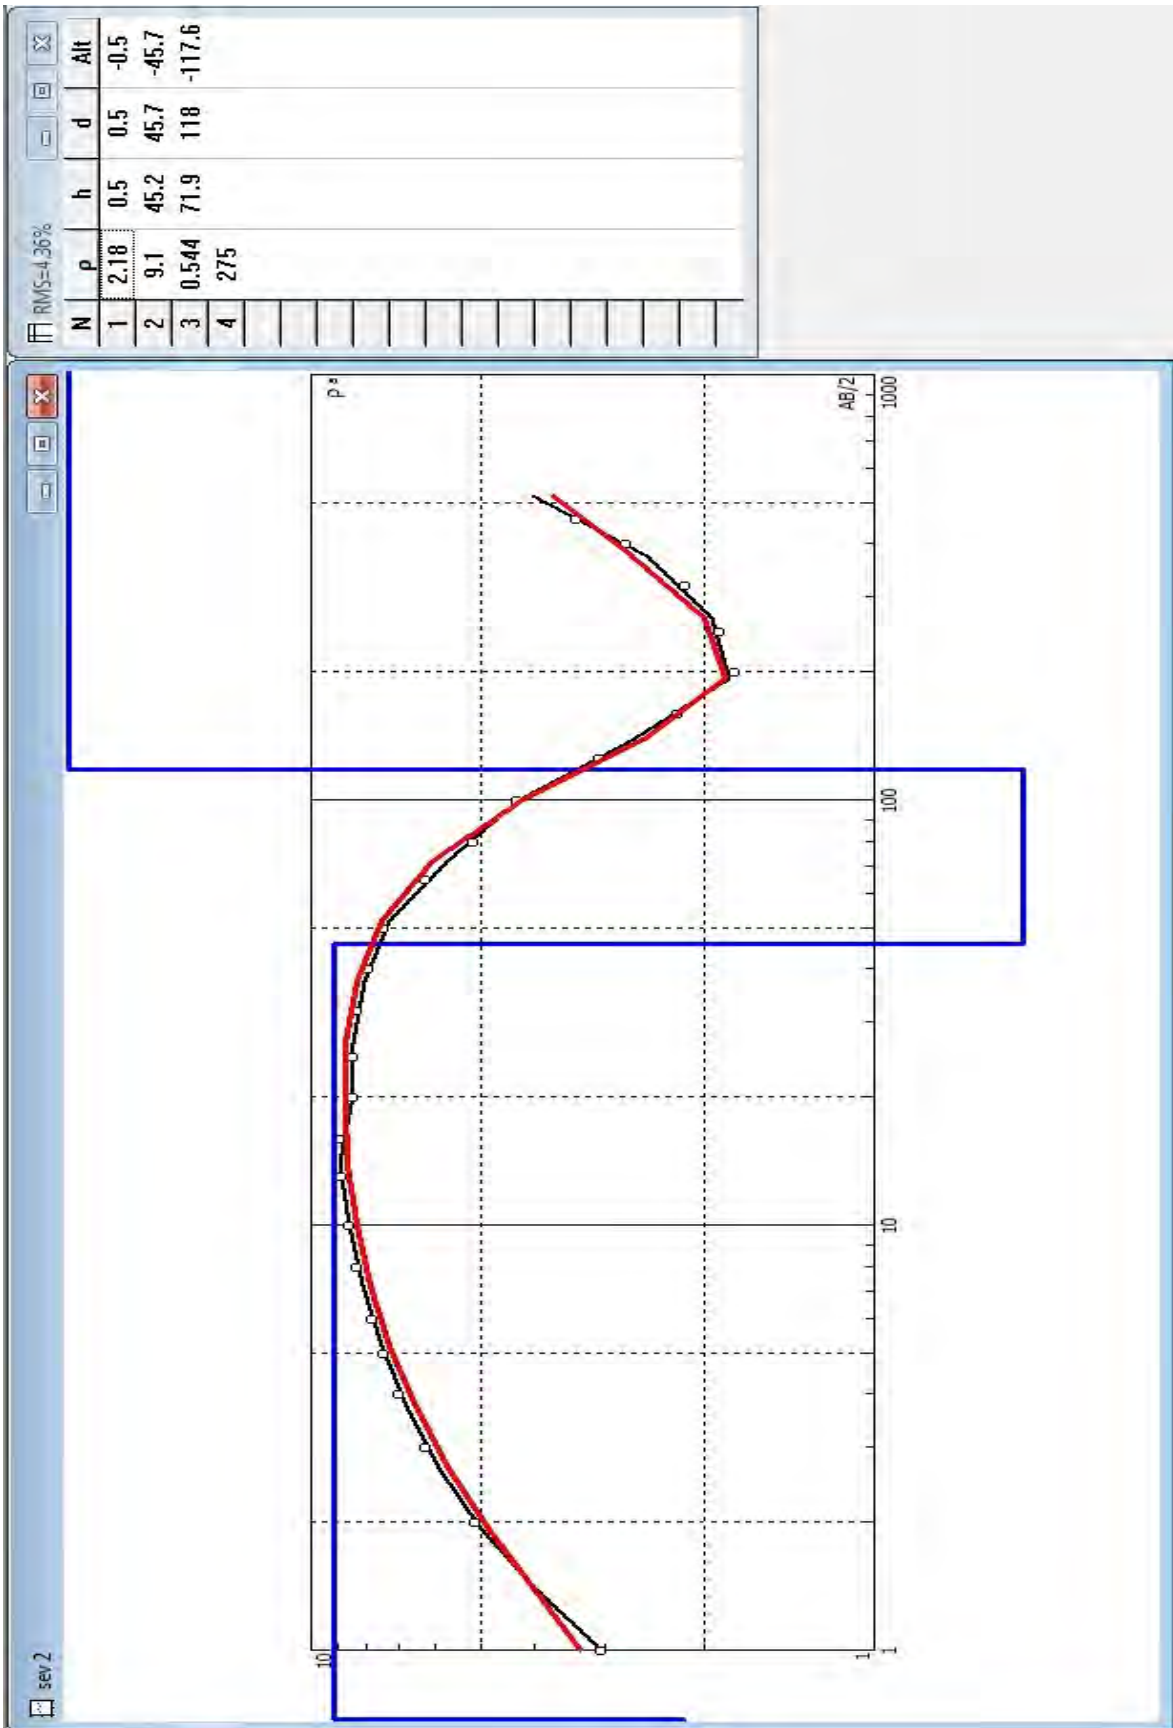 sev 2
10
ρ a
1
AB/2
1
10
100
1000
RMS=4.36%
N ρ h d Alt
1 2.18 0.5 0.5 -0.5
2 9.1 45.2 45.7 -45.7
3 0.544 71.9 118 -117.6
4 275